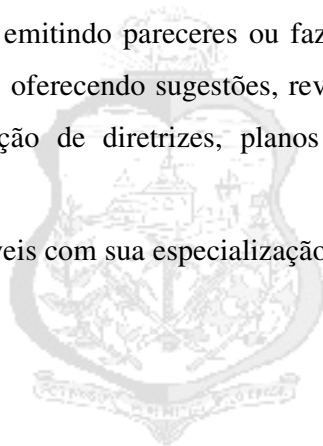 emitindo pareceres ou faz
oferecendo sugestões, rev
ção de diretrizes, planos
veis com sua especialização